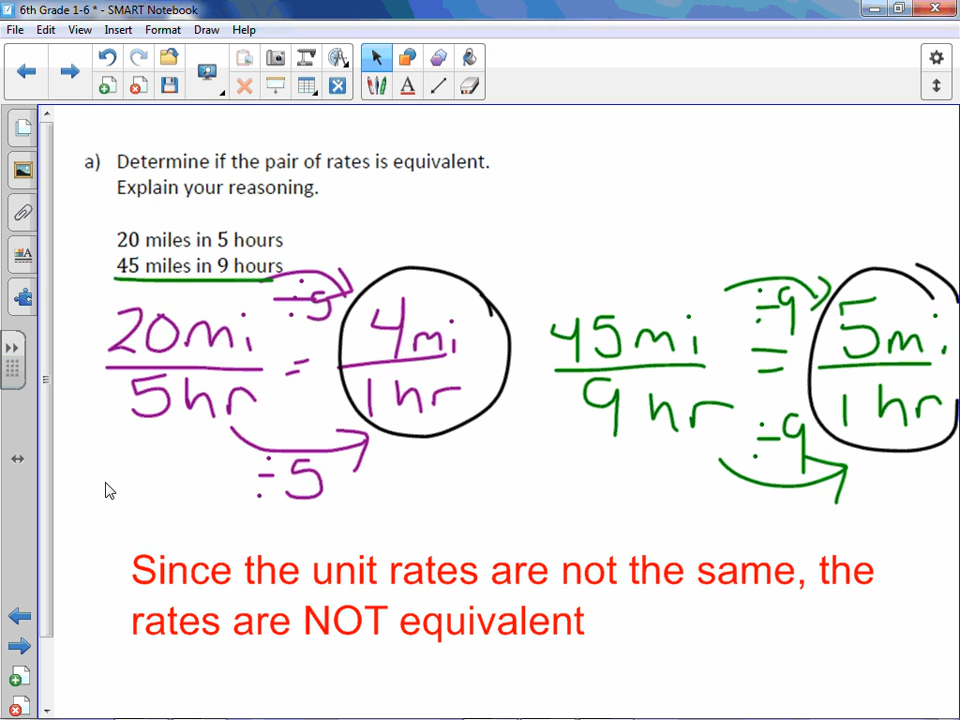 6th Grade 1-6 * - SMART Notebook
File Edit View Insert Format Draw Help
a) Determine if the pair of rates is equivalent.
Explain your reasoning.
20 miles in 5 hours
45 miles in 9 hours
÷5 ÷9
20mi = 4mi 45mi = 5mi
5hr 1hr 9hr 1hr
÷5 ÷9
Since the unit rates are not the same, the
rates are NOT equivalent